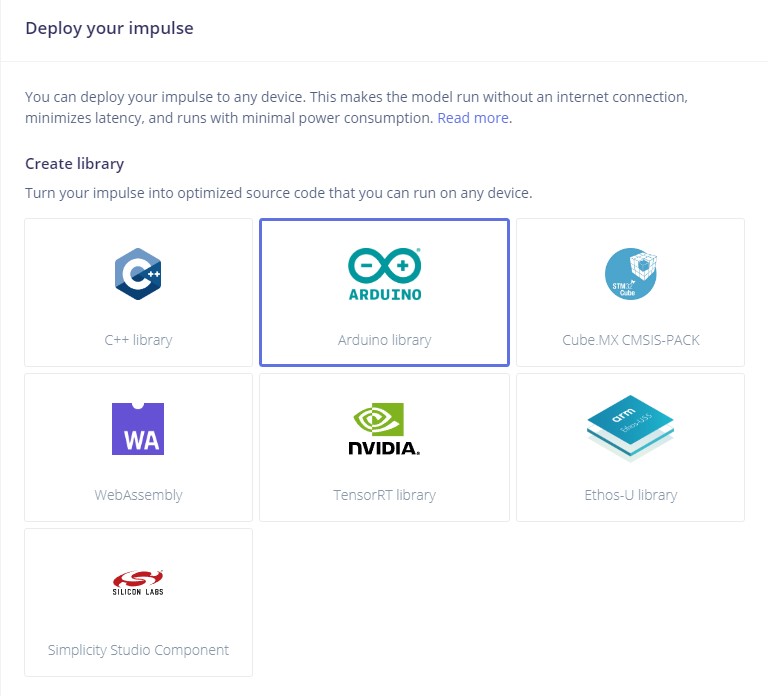 Deploy your impulse
You can deploy your impulse to any device. This makes the model run without an internet connection,
minimizes latency, and runs with minimal power consumption. Read more.
Create library
Turn your impulse into optimized source code that you can run on any device.
C++
C++ library
ARDUINO
Arduino library
STM32
Cube
Cube.MX CMSIS-PACK
WA
WebAssembly
NVIDIA.
TensorRT library
arm
Ethos-U55
Ethos-U library
SILICON LABS
Simplicity Studio Component